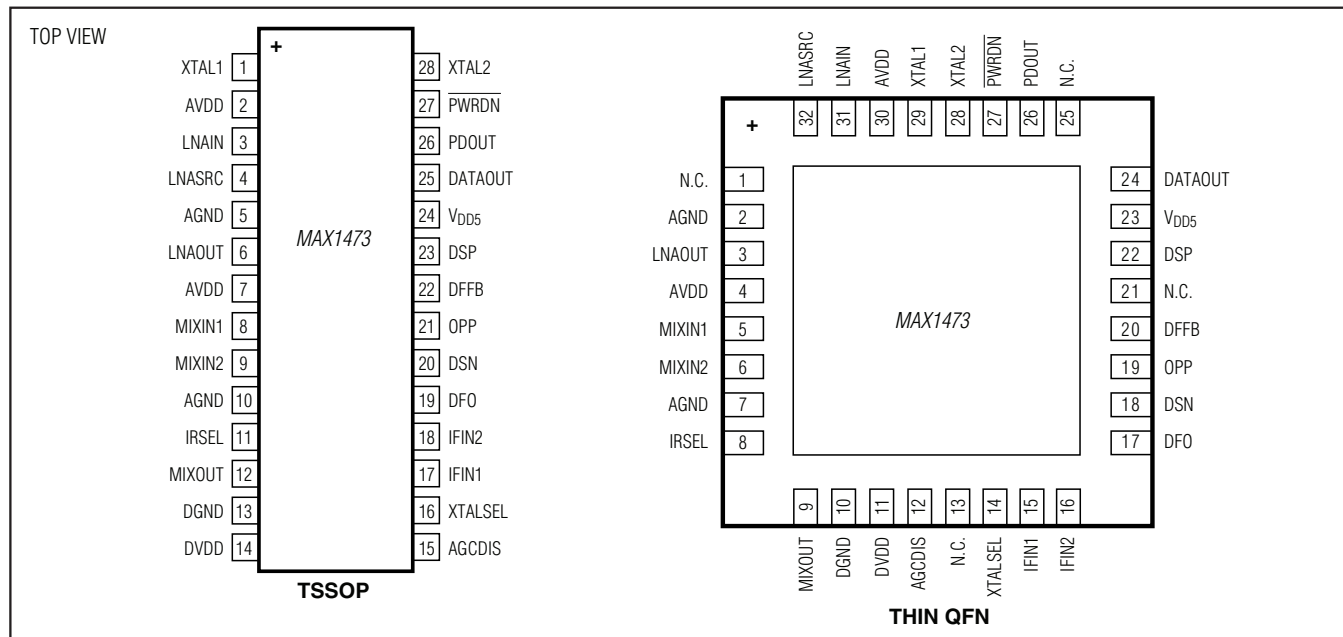 TOP VIEW
+
XTAL1 1
AVDD 2
LNAIN 3
LNASRC 4
AGND 5
LNAOUT 6
AVDD 7
MIXIN1 8
MIXIN2 9
AGND 10
IRSEL 11
MIXOUT 12
DGND 13
DVDD 14
MAX1473
28 XTAL2
27 PWRDN
26 PDOUT
25 DATAOUT
24 VDD5
23 DSP
22 DFFB
21 OPP
20 DSN
19 DFO
18 IFIN2
17 IFIN1
16 XTALSEL
15 AGCDIS
TSSOP
LNASRC LNAIN AVDD XTAL1 XTAL2 PWRDN PDOUT N.C.
32 31 30 29 28 27 26 25
+
N.C. 1
AGND 2
LNAOUT 3
AVDD 4
MIXIN1 5
MIXIN2 6
AGND 7
IRSEL 8
MAX1473
24 DATAOUT
23 VDD5
22 DSP
21 N.C.
20 DFFB
19 OPP
18 DSN
17 DFO
9 10 11 12 13 14 15 16
MIXOUT DGND DVDD AGCDIS N.C. XTALSEL IFIN1 IFIN2
THIN QFN